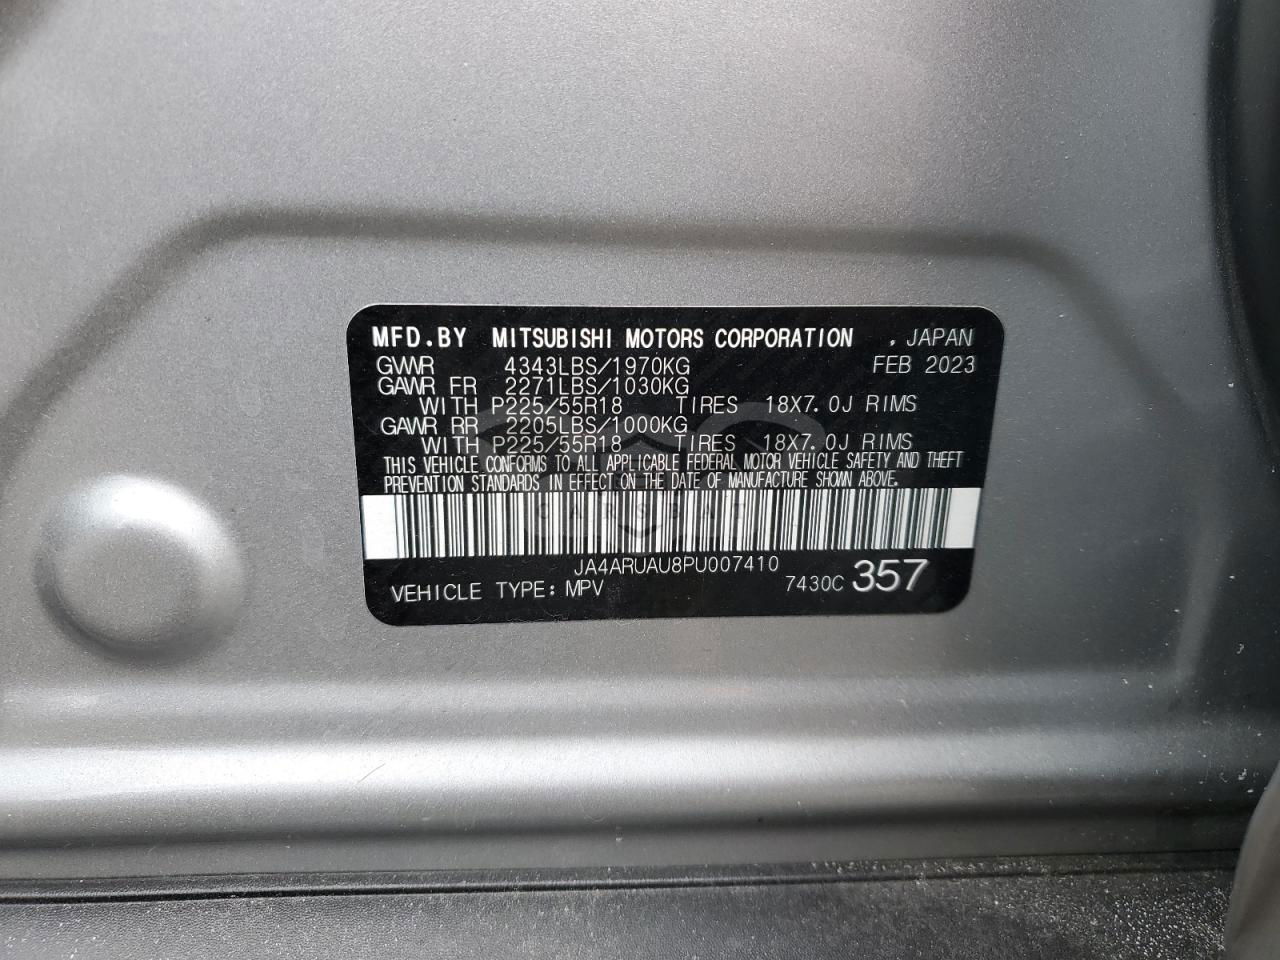 MFD.BY MITSUBISHI MOTORS CORPORATION , JAPAN
GVWR 4343LBS/1970KG FEB 2023
GAWR FR 2271LBS/1030KG
WITH P225/55R18 TIRES 18X7.0J RIMS
GAWR RR 2205LBS/1000KG
WITH P225/55R18 TIRES 18X7.0J RIMS
THIS VEHICLE CONFORMS TO ALL APPLICABLE FEDERAL MOTOR VEHICLE SAFETY AND THEFT
PREVENTION STANDARDS IN EFFECT ON THE DATE OF MANUFACTURE SHOWN ABOVE.
CARSBAT
JA4ARUAU8PU007410
VEHICLE TYPE: MPV 7430C 357